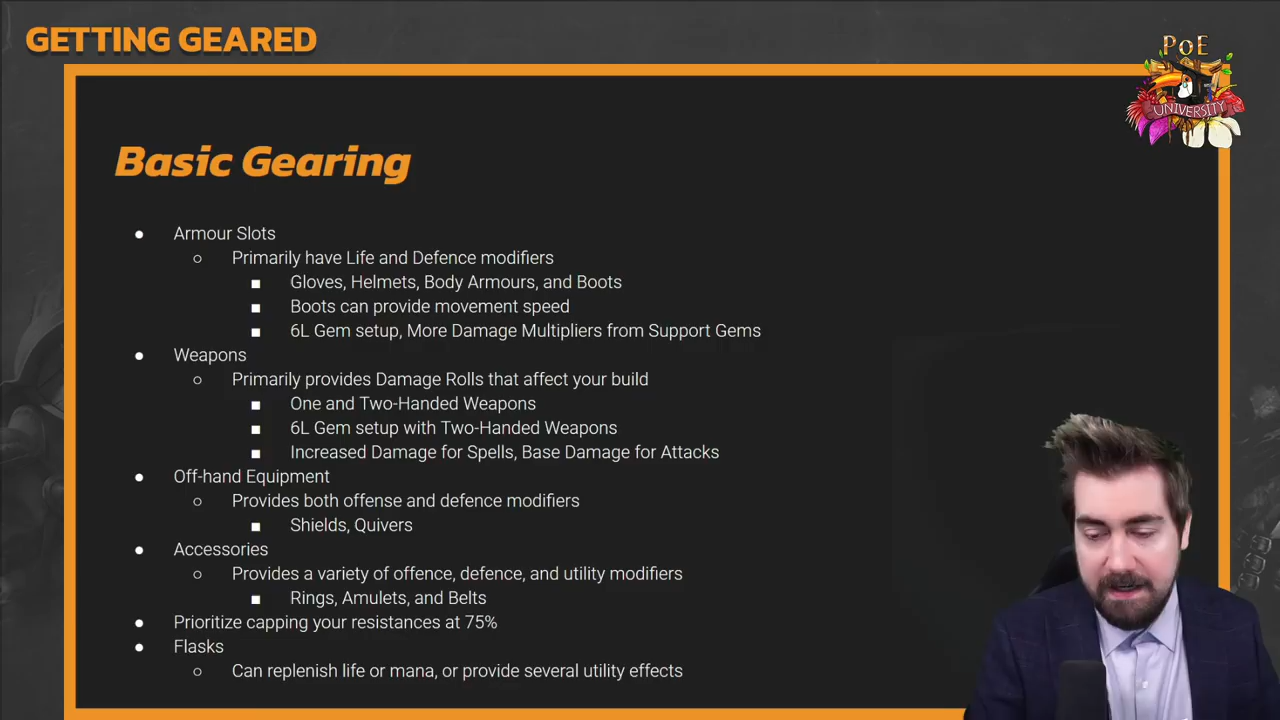 GETTING GEARED
PoE
UNIVERSITY
Basic Gearing
● Armour Slots
○ Primarily have Life and Defence modifiers
■ Gloves, Helmets, Body Armours, and Boots
■ Boots can provide movement speed
■ 6L Gem setup, More Damage Multipliers from Support Gems
● Weapons
○ Primarily provides Damage Rolls that affect your build
■ One and Two-Handed Weapons
■ 6L Gem setup with Two-Handed Weapons
■ Increased Damage for Spells, Base Damage for Attacks
● Off-hand Equipment
○ Provides both offense and defence modifiers
■ Shields, Quivers
● Accessories
○ Provides a variety of offence, defence, and utility modifiers
■ Rings, Amulets, and Belts
● Prioritize capping your resistances at 75%
● Flasks
○ Can replenish life or mana, or provide several utility effects